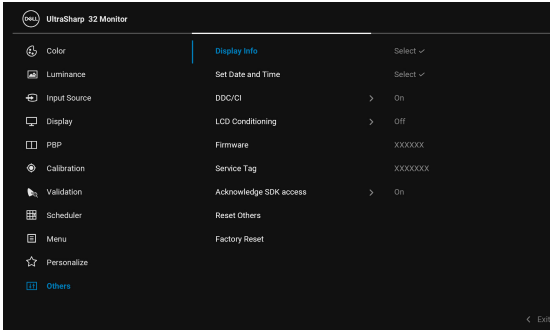 DELL UltraSharp 32 Monitor
Color Display Info Select ✓
Luminance Set Date and Time Select ✓
Input Source DDC/CI > On
Display LCD Conditioning > Off
PBP Firmware XXXXXX
Calibration Service Tag XXXXXXX
Validation Acknowledge SDK access > On
Scheduler Reset Others
Menu Factory Reset
Personalize
Others
< Exit